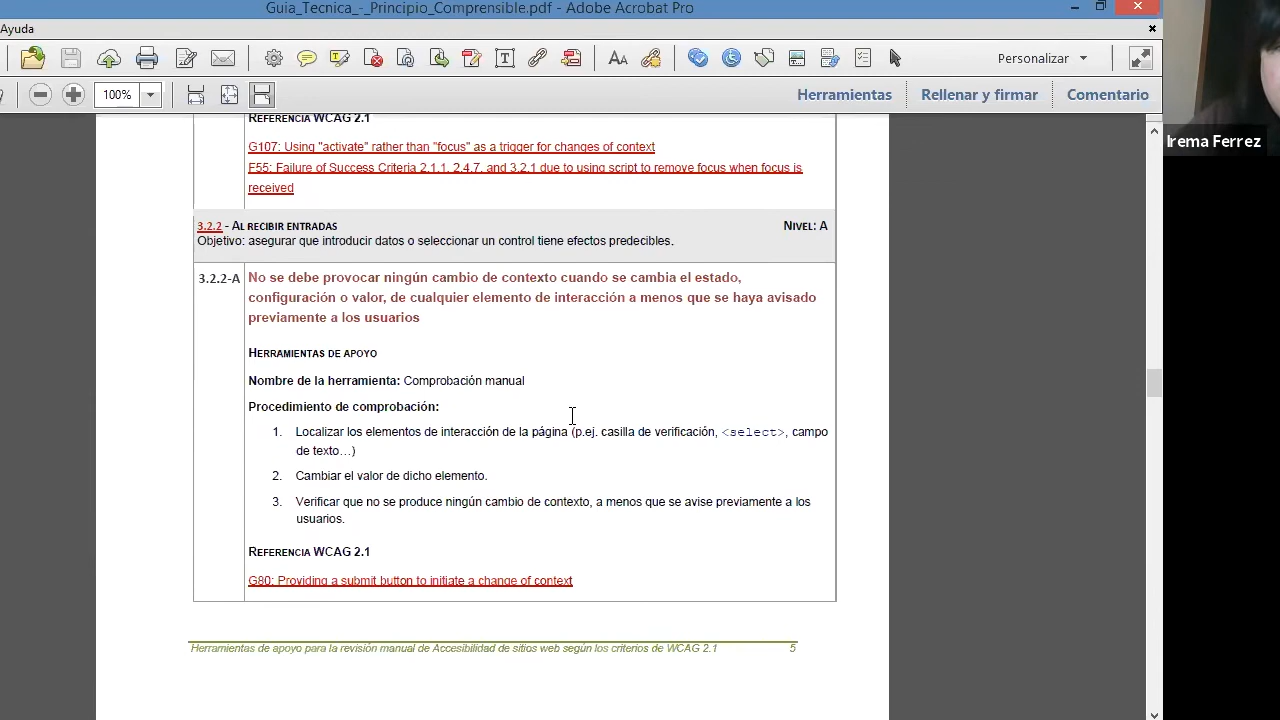 Guia_Tecnica_-_Principio_Comprensible.pdf - Adobe Acrobat Pro
Ayuda
Personalizar
100%
Herramientas
Rellenar y firmar
Comentario
Irema Ferrez
REFERENCIA WCAG 2.1
G107: Using "activate" rather than "focus" as a trigger for changes of context
F55: Failure of Success Criteria 2.1.1, 2.4.7, and 3.2.1 due to using script to remove focus when focus is
received
3.2.2 - AL RECIBIR ENTRADAS NIVEL: A
Objetivo: asegurar que introducir datos o seleccionar un control tiene efectos predecibles.
3.2.2-A No se debe provocar ningún cambio de contexto cuando se cambia el estado,
configuración o valor, de cualquier elemento de interacción a menos que se haya avisado
previamente a los usuarios
HERRAMIENTAS DE APOYO
Nombre de la herramienta: Comprobación manual
Procedimiento de comprobación:
1. Localizar los elementos de interacción de la página (p.ej. casilla de verificación, <select>, campo
de texto…)
2. Cambiar el valor de dicho elemento.
3. Verificar que no se produce ningún cambio de contexto, a menos que se avise previamente a los
usuarios.
REFERENCIA WCAG 2.1
G80: Providing a submit button to initiate a change of context
Herramientas de apoyo para la revisión manual de Accesibilidad de sitios web según los criterios de WCAG 2.1 5